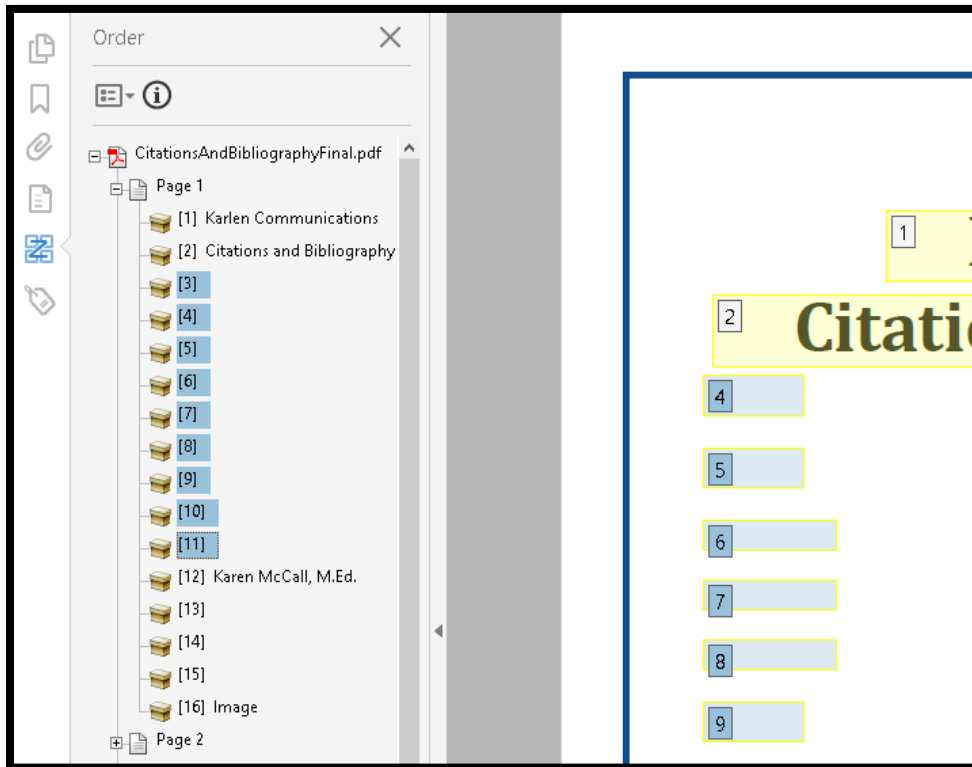 Order
CitationsAndBibliographyFinal.pdf
Page 1
[1] Karlen Communications
[2] Citations and Bibliography
[3]
[4]
[5]
[6]
[7]
[8]
[9]
[10]
[11]
[12] Karen McCall, M.Ed.
[13]
[14]
[15]
[16] Image
Page 2
1
2 Citati
4
5
6
7
8
9